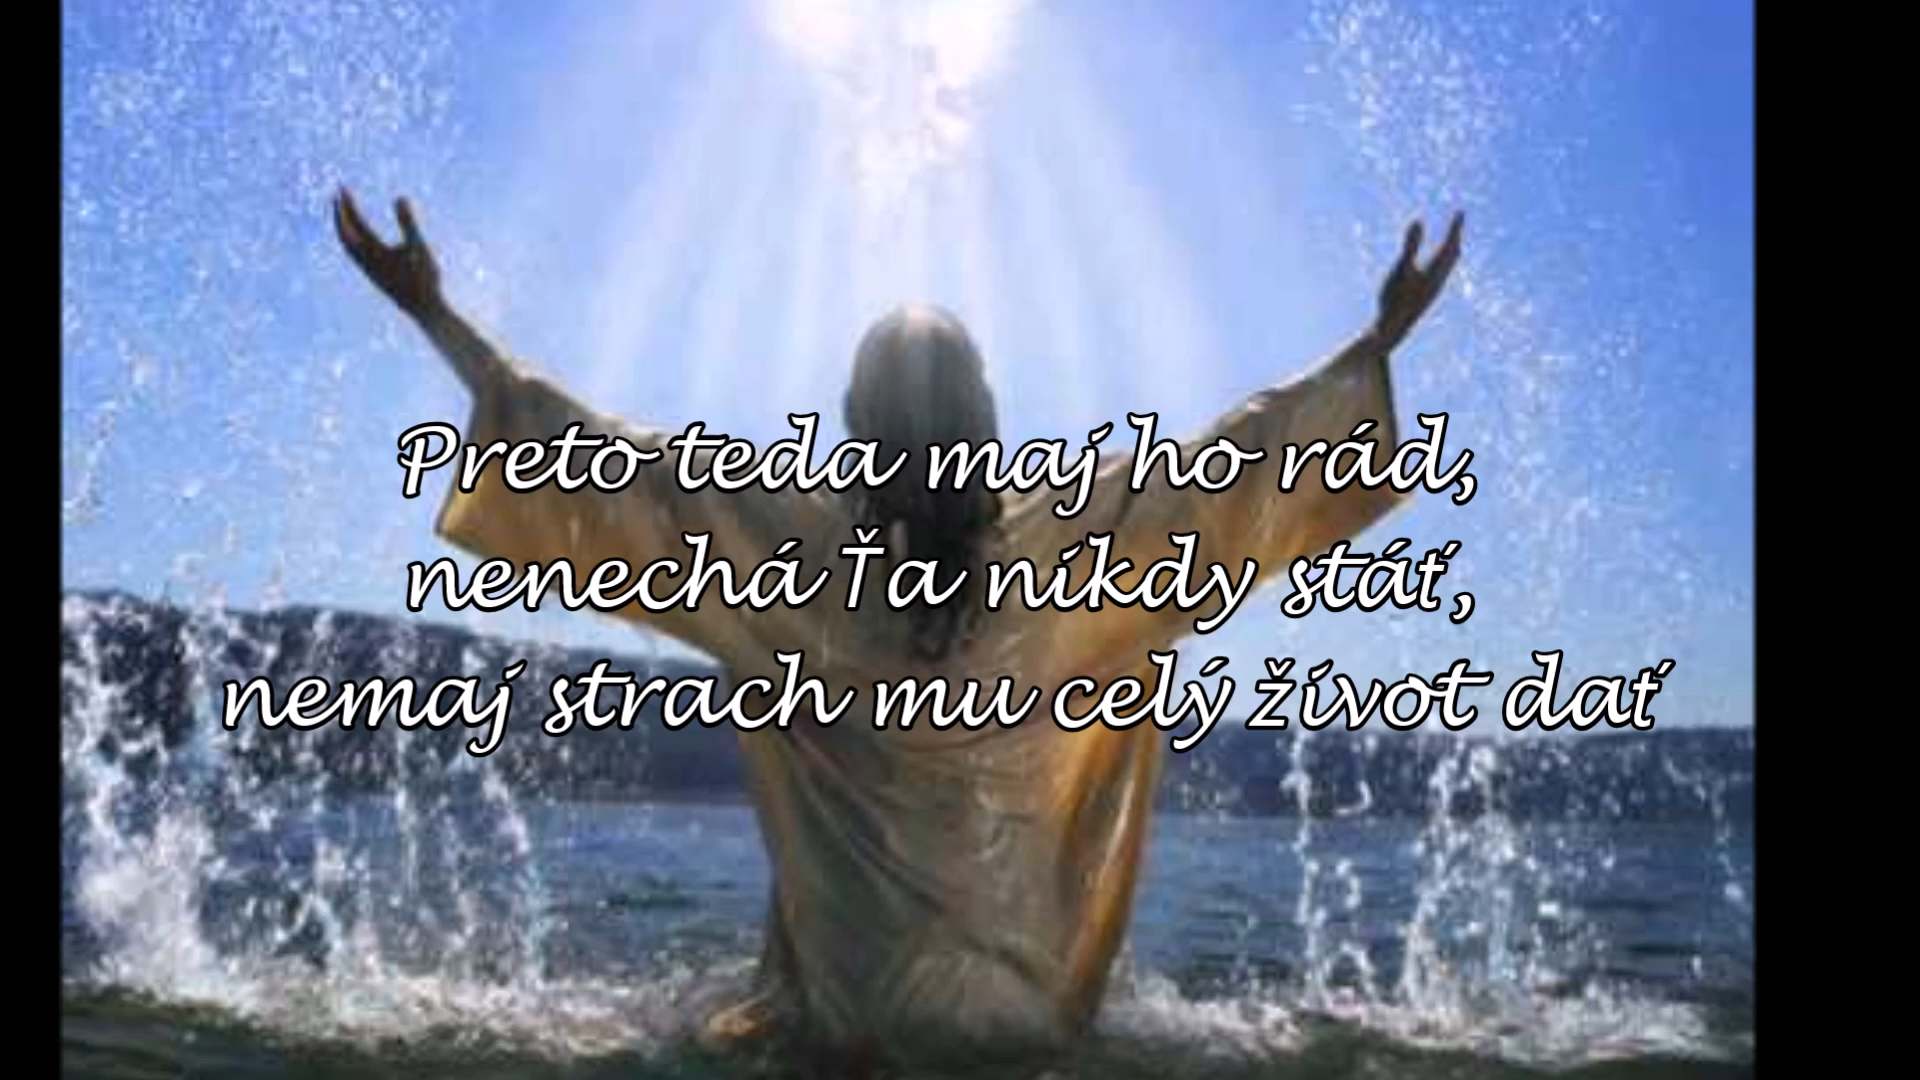 Preto teda maj ho rád,
nenechá Ťa nikdy stáť,
nemaj strach mu celý život dať